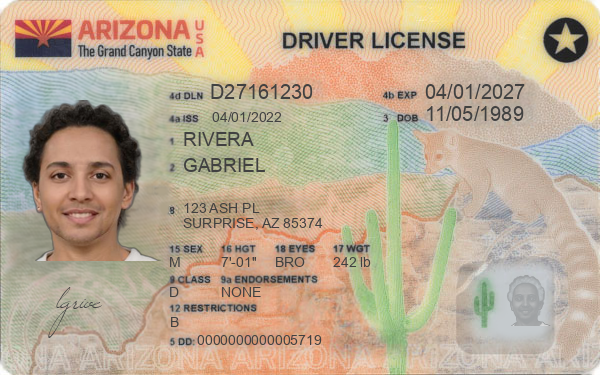 ARIZONA USA
The Grand Canyon State
DRIVER LICENSE
4d DLN D27161230
4b EXP 04/01/2027
4a ISS 04/01/2022
3 DOB 11/05/1989
1 RIVERA
2 GABRIEL
8 123 ASH PL
SURPRISE, AZ 85374
15 SEX 16 HGT 18 EYES 17 WGT
M 7'-01" BRO 242 lb
9 CLASS 9a ENDORSEMENTS
D NONE
12 RESTRICTIONS
B
5 DD: 0000000000005719
ARIZONA ARIZONA ARIZONA ARIZONA